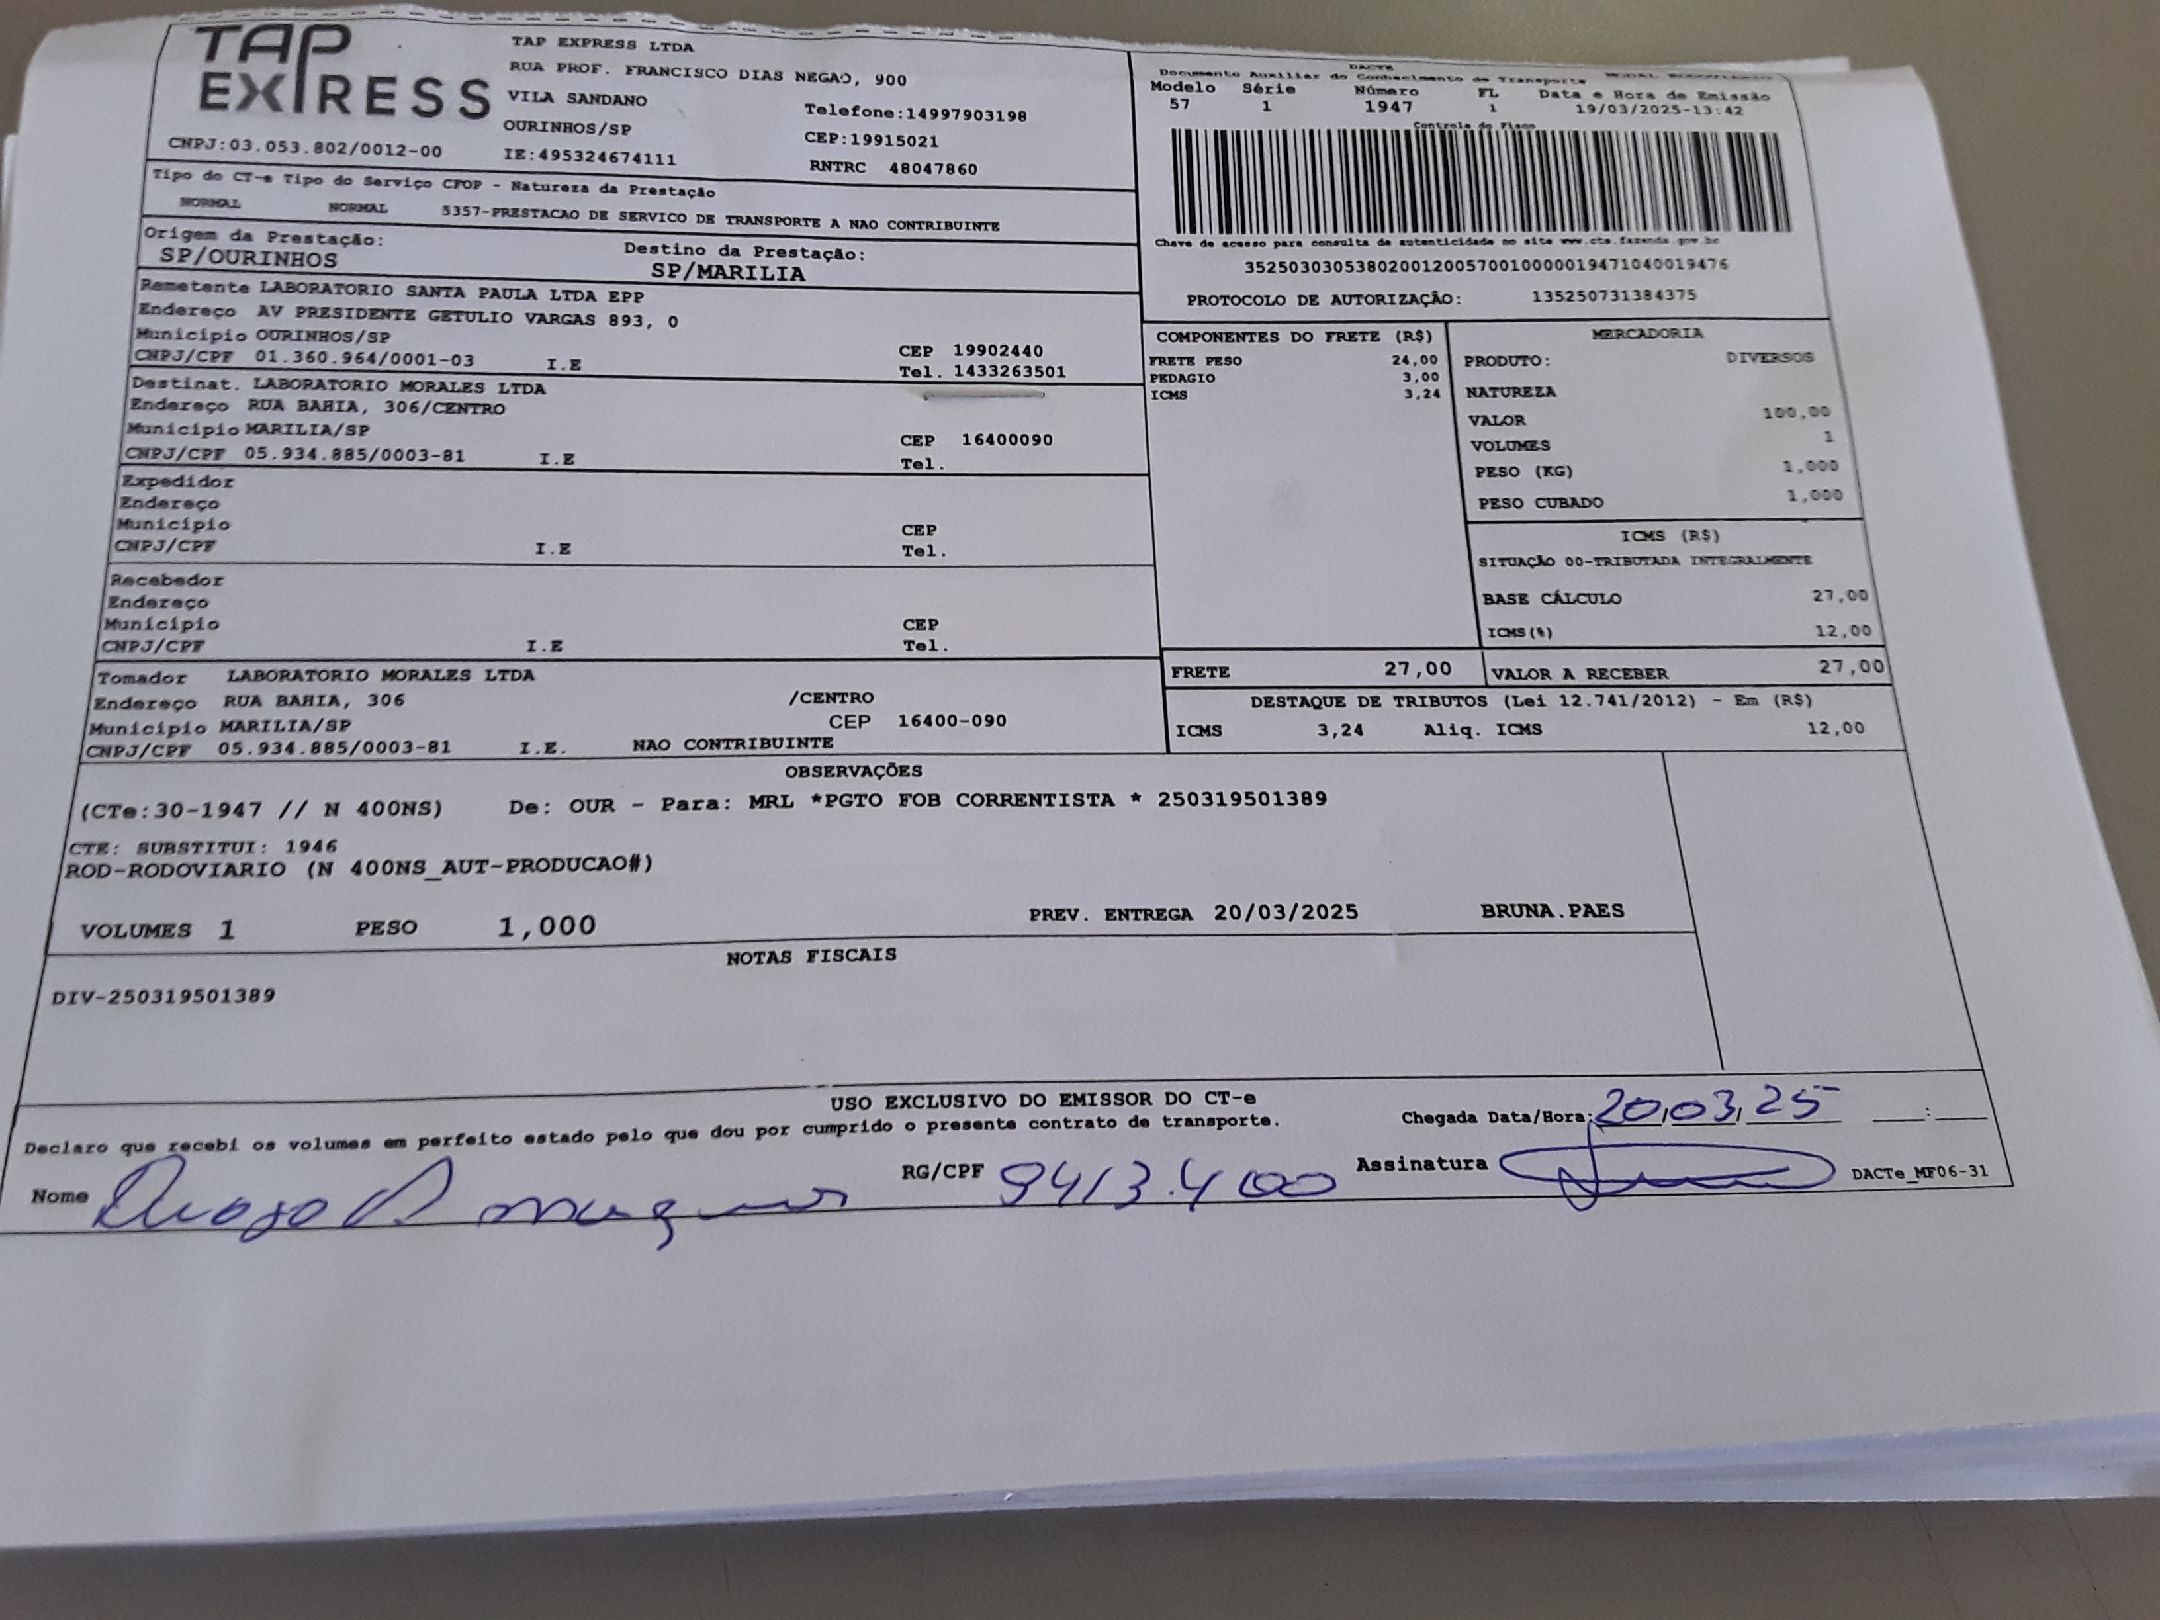 TAP EXPRESS
TAP EXPRESS LTDA
RUA PROF. FRANCISCO DIAS NEGAO, 900
VILA SANDANO
Telefone:14997903198
OURINHOS/SP
CEP:19915021
CNPJ:03.053.802/0012-00
IE:495324674111
RNTRC 48047860
DACTE
Documento Auxiliar do Conhecimento de Transporte
Modelo Série Número FL Data e Hora de Emissão
57 1 1947 1 19/03/2025-13:42
Controle do Fisco
Chave de acesso para consulta de autenticidade no site www.cte.fazenda.gov.br
35250303053802001200570010000019471040019476
PROTOCOLO DE AUTORIZAÇÃO: 135250731384375
Tipo do CT-e Tipo do Serviço CFOP - Natureza da Prestação
NORMAL NORMAL 5357-PRESTACAO DE SERVICO DE TRANSPORTE A NAO CONTRIBUINTE
Origem da Prestação: Destino da Prestação:
SP/OURINHOS SP/MARILIA
Remetente LABORATORIO SANTA PAULA LTDA EPP
Endereço AV PRESIDENTE GETULIO VARGAS 893, 0
Município OURINHOS/SP CEP 19902440
CNPJ/CPF 01.360.964/0001-03 I.E Tel. 1433263501
Destinat. LABORATORIO MORALES LTDA
Endereço RUA BAHIA, 306/CENTRO
Município MARILIA/SP CEP 16400090
CNPJ/CPF 05.934.885/0003-81 I.E Tel.
Expedidor
Endereço
Município CEP
CNPJ/CPF I.E Tel.
Recebedor
Endereço
Município CEP
CNPJ/CPF I.E Tel.
Tomador LABORATORIO MORALES LTDA
Endereço RUA BAHIA, 306 /CENTRO
Município MARILIA/SP CEP 16400-090
CNPJ/CPF 05.934.885/0003-81 I.E. NAO CONTRIBUINTE
COMPONENTES DO FRETE (R$)
FRETE PESO 24,00
PEDAGIO 3,00
ICMS 3,24
MERCADORIA
PRODUTO: DIVERSOS
NATUREZA
VALOR 100,00
VOLUMES 1
PESO (KG) 1,000
PESO CUBADO 1,000
ICMS (R$)
SITUAÇÃO 00-TRIBUTADA INTEGRALMENTE
BASE CÁLCULO 27,00
ICMS(%) 12,00
FRETE 27,00 VALOR A RECEBER 27,00
DESTAQUE DE TRIBUTOS (Lei 12.741/2012) - Em (R$)
ICMS 3,24 Aliq. ICMS 12,00
OBSERVAÇÕES
(CTe:30-1947 // N 400NS) De: OUR - Para: MRL *PGTO FOB CORRENTISTA * 250319501389
CTE: SUBSTITUI: 1946
ROD-RODOVIARIO (N 400NS_AUT-PRODUCAO#)
VOLUMES 1 PESO 1,000 PREV. ENTREGA 20/03/2025 BRUNA.PAES
NOTAS FISCAIS
DIV-250319501389
USO EXCLUSIVO DO EMISSOR DO CT-e
Declaro que recebi os volumes em perfeito estado pelo que dou por cumprido o presente contrato de transporte.
Chegada Data/Hora: 20/03/25 :
Nome RG/CPF 9413.400 Assinatura DACTe_MF06-31